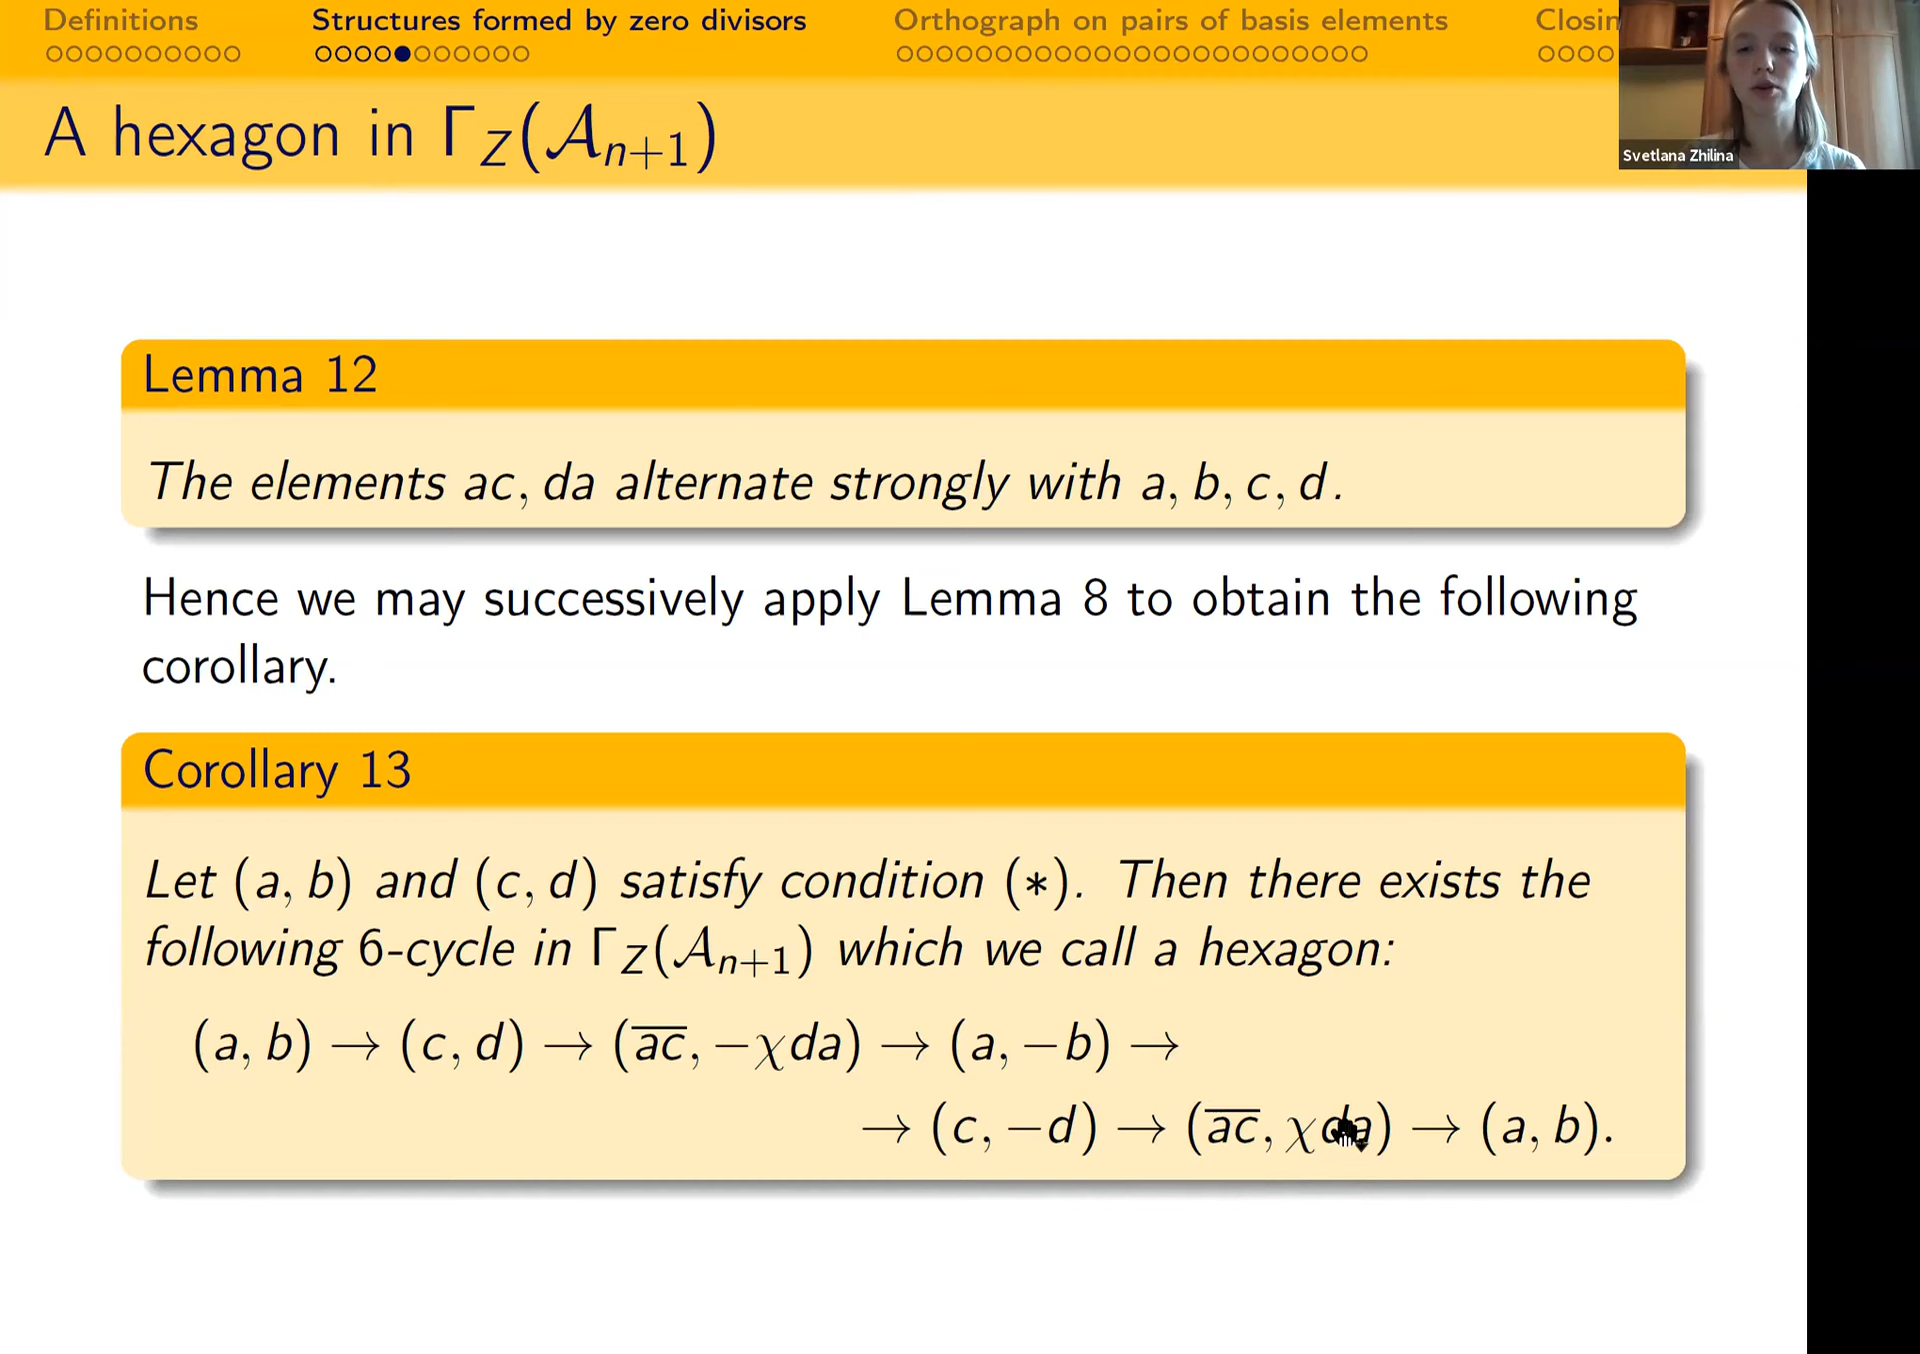 Definitions
Structures formed by zero divisors
Orthograph on pairs of basis elements
A hexagon in Γ_Z(𝒜_{n+1})
Svetlana Zhilina
Lemma 12
The elements ac, da alternate strongly with a, b, c, d.
Hence we may successively apply Lemma 8 to obtain the following
corollary.
Corollary 13
Let (a, b) and (c, d) satisfy condition (∗). Then there exists the
following 6-cycle in Γ_Z(𝒜_{n+1}) which we call a hexagon:
(a, b) → (c, d) → (\overline{ac}, −χda) → (a, −b) →
→ (c, −d) → (\overline{ac}, χda) → (a, b).